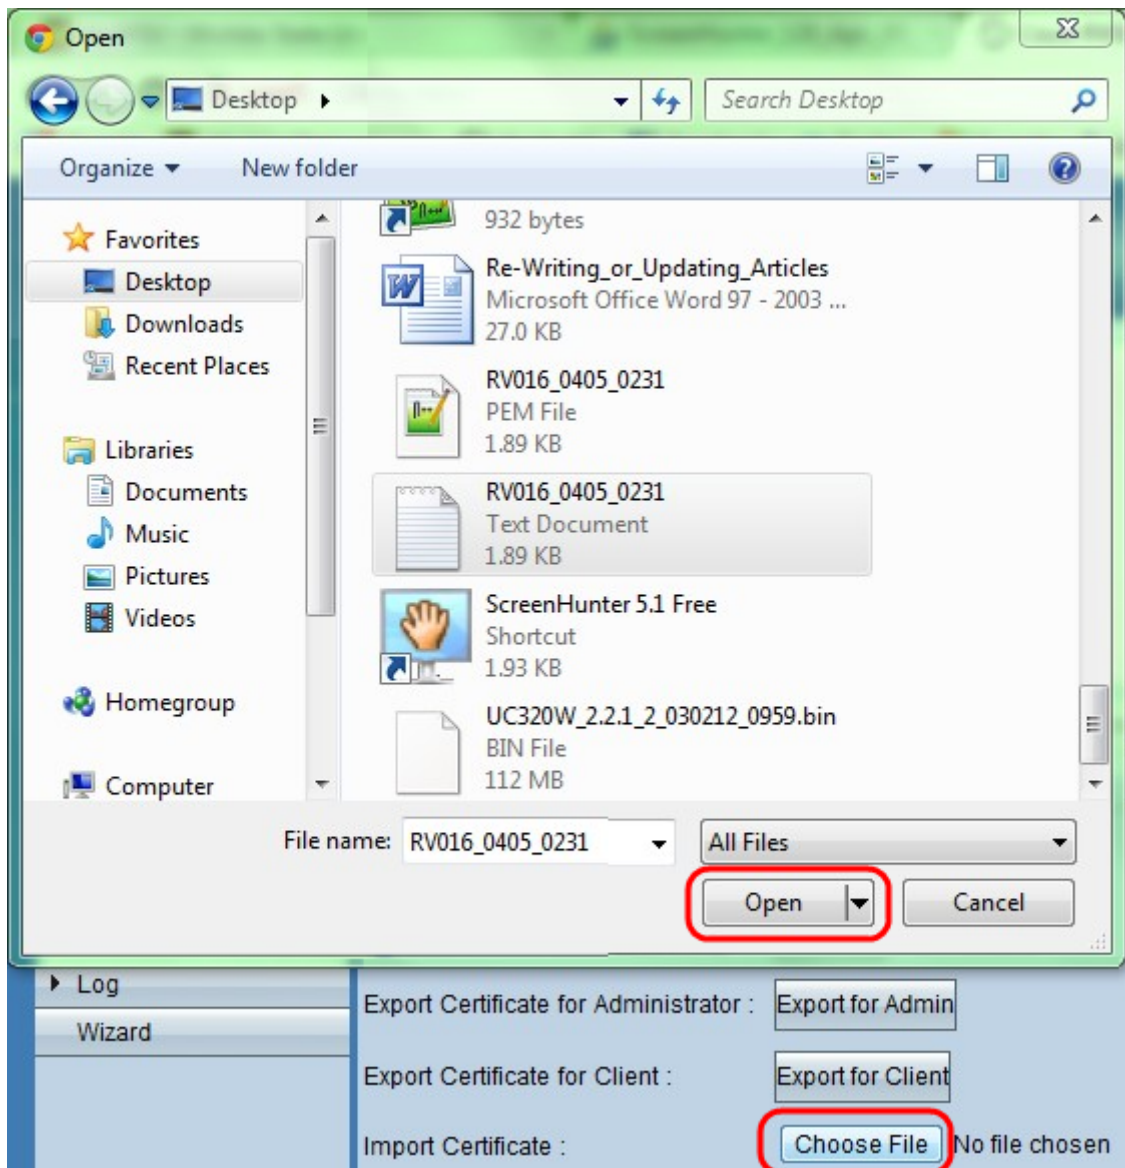 Open
Desktop
Search Desktop
Organize New folder
Favorites
Desktop
Downloads
Recent Places
Libraries
Documents
Music
Pictures
Videos
Homegroup
Computer
932 bytes
Re-Writing_or_Updating_Articles
Microsoft Office Word 97 - 2003 ...
27.0 KB
RV016_0405_0231
PEM File
1.89 KB
RV016_0405_0231
Text Document
1.89 KB
ScreenHunter 5.1 Free
Shortcut
1.93 KB
UC320W_2.2.1_2_030212_0959.bin
BIN File
112 MB
File name: RV016_0405_0231 All Files
Open Cancel
Log
Wizard
Export Certificate for Administrator : Export for Admin
Export Certificate for Client : Export for Client
Import Certificate : Choose File No file chosen